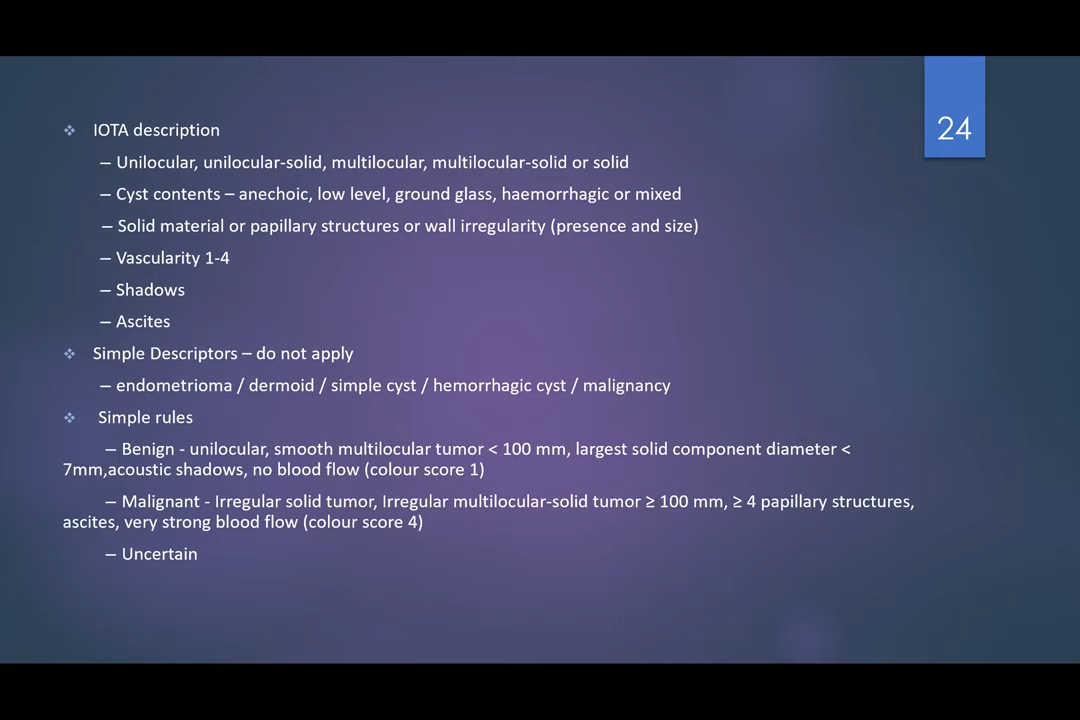 24
❖ IOTA description
– Unilocular, unilocular-solid, multilocular, multilocular-solid or solid
– Cyst contents – anechoic, low level, ground glass, haemorrhagic or mixed
– Solid material or papillary structures or wall irregularity (presence and size)
– Vascularity 1-4
– Shadows
– Ascites
❖ Simple Descriptors – do not apply
– endometrioma / dermoid / simple cyst / hemorrhagic cyst / malignancy
❖ Simple rules
– Benign - unilocular, smooth multilocular tumor < 100 mm, largest solid component diameter <
7mm,acoustic shadows, no blood flow (colour score 1)
– Malignant - Irregular solid tumor, Irregular multilocular-solid tumor ≥ 100 mm, ≥ 4 papillary structures,
ascites, very strong blood flow (colour score 4)
– Uncertain